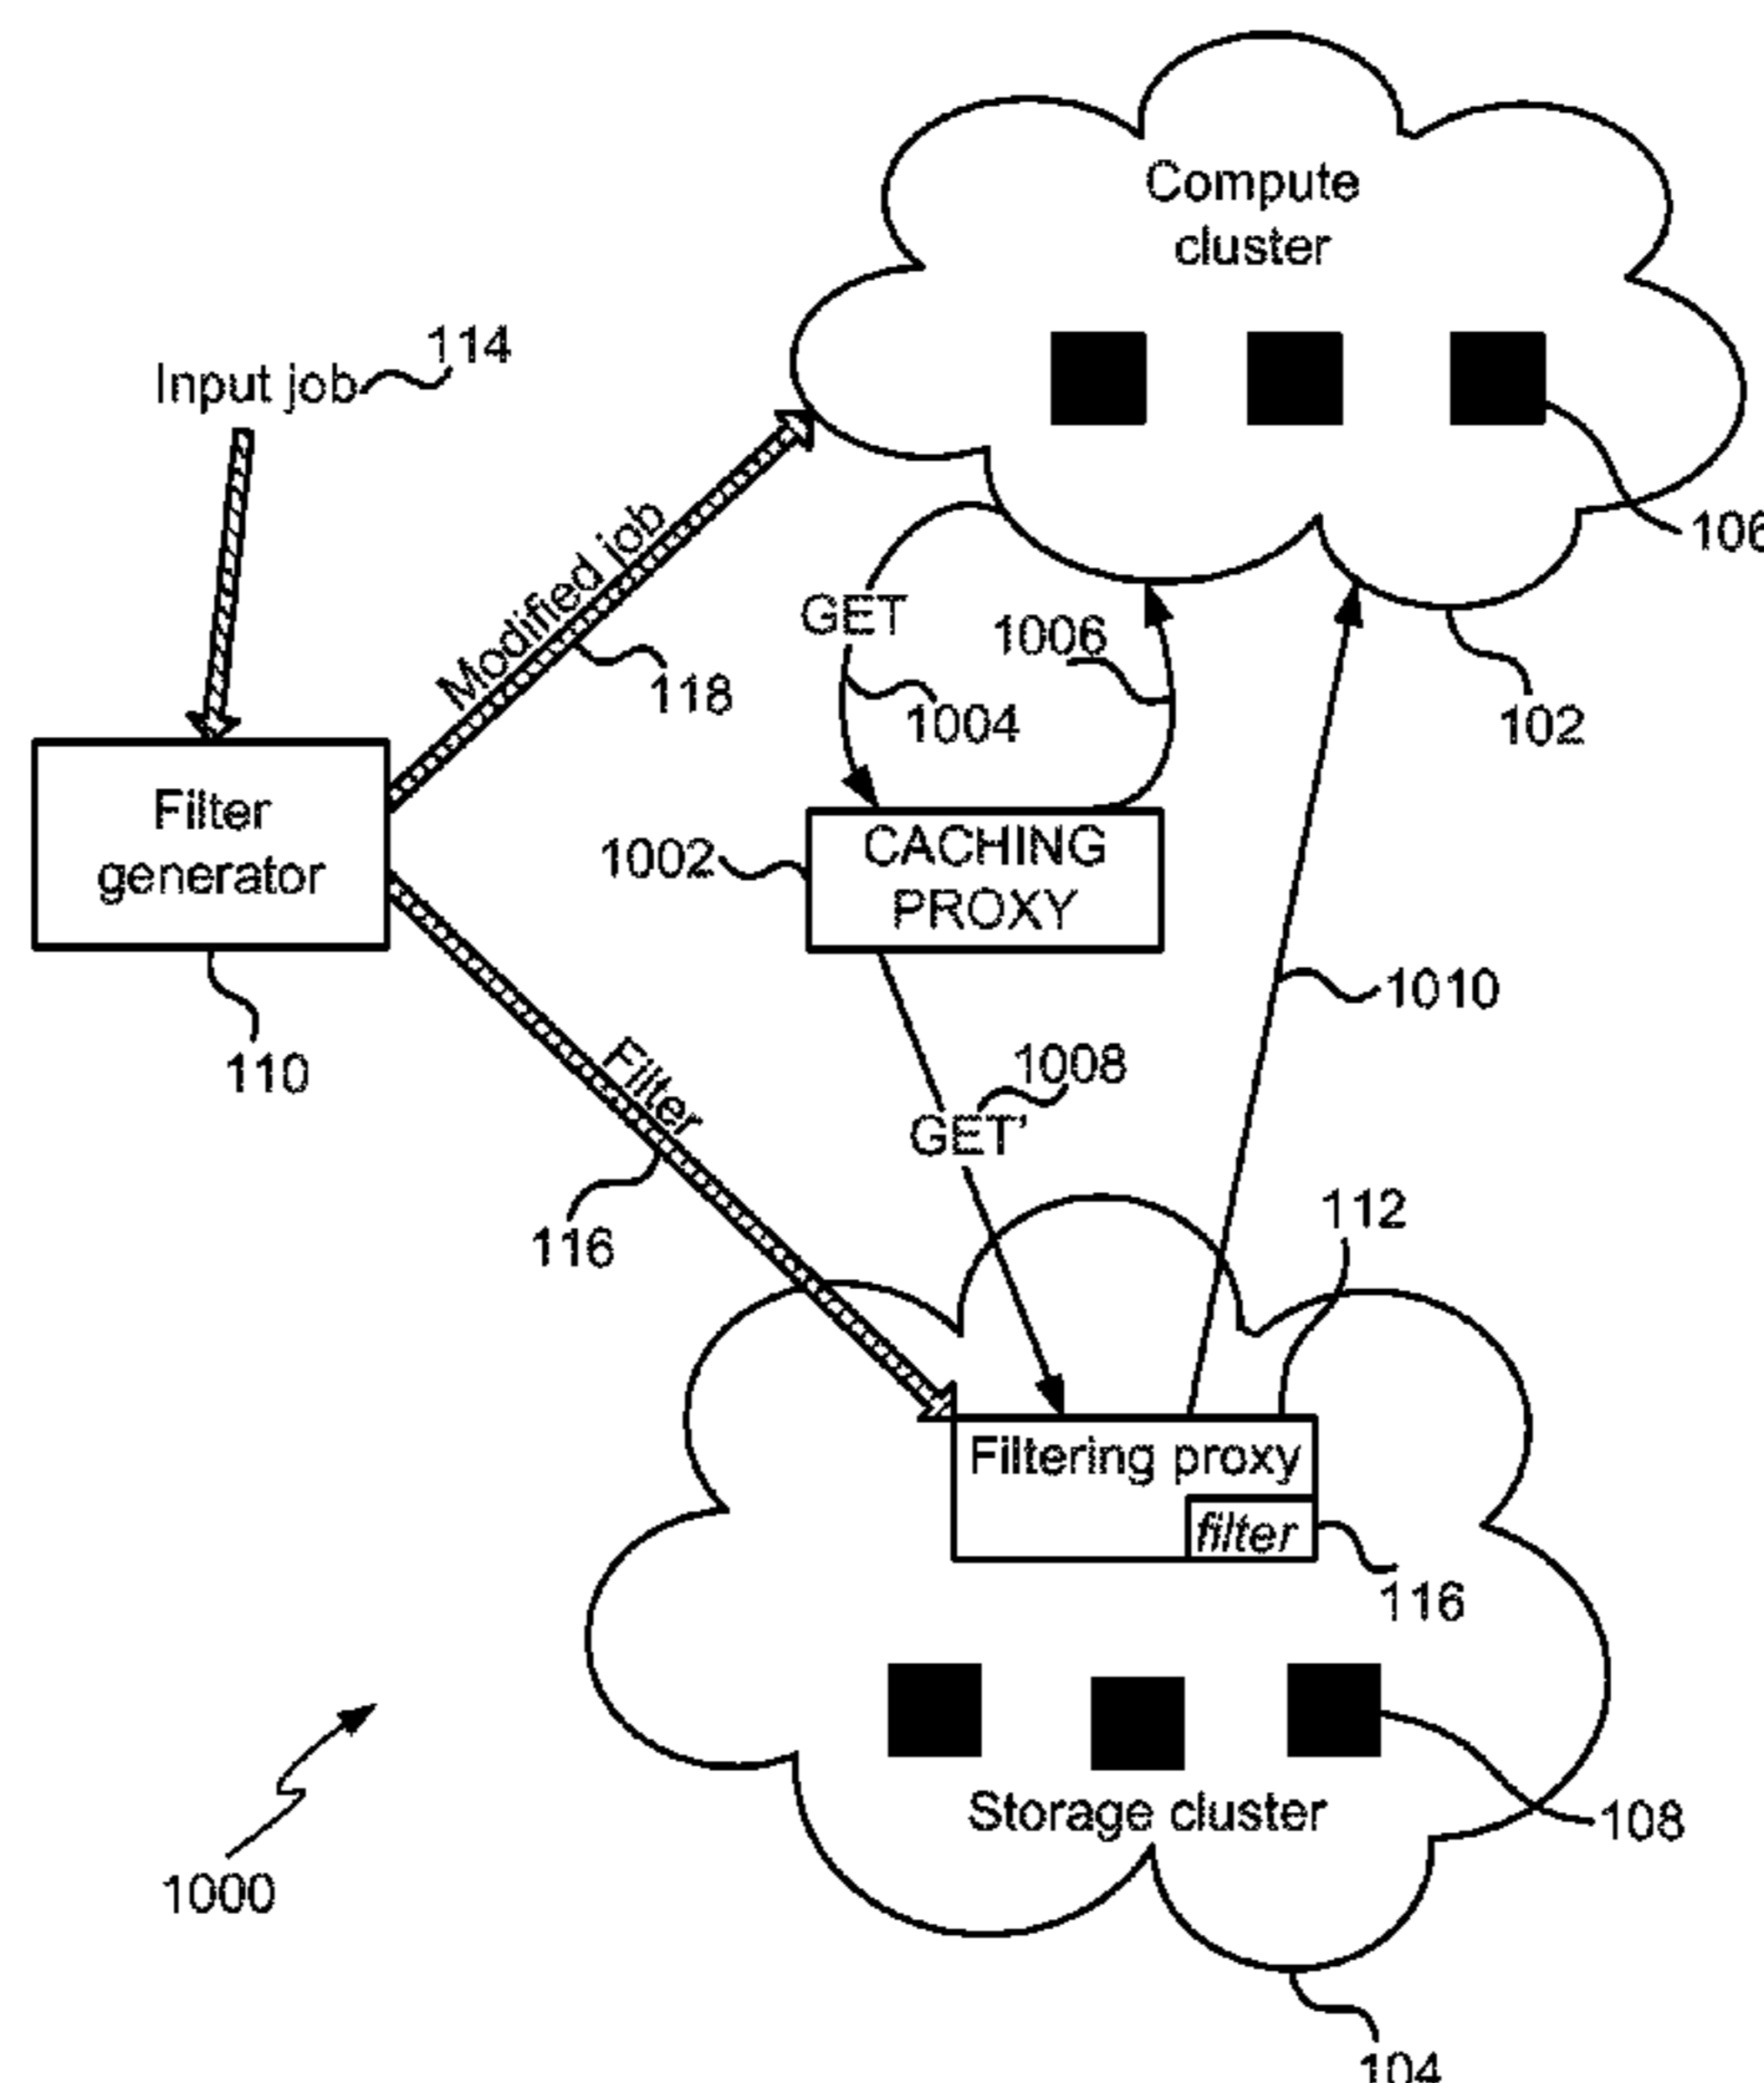 Compute
cluster
114
Input job
106
Modified job
GET
1006
118
1004
102
Filter
generator
CACHING
PROXY
1002
1010
110
Filter
1008
GET'
116
112
Filtering proxy
filter
116
Storage cluster
108
1000
104